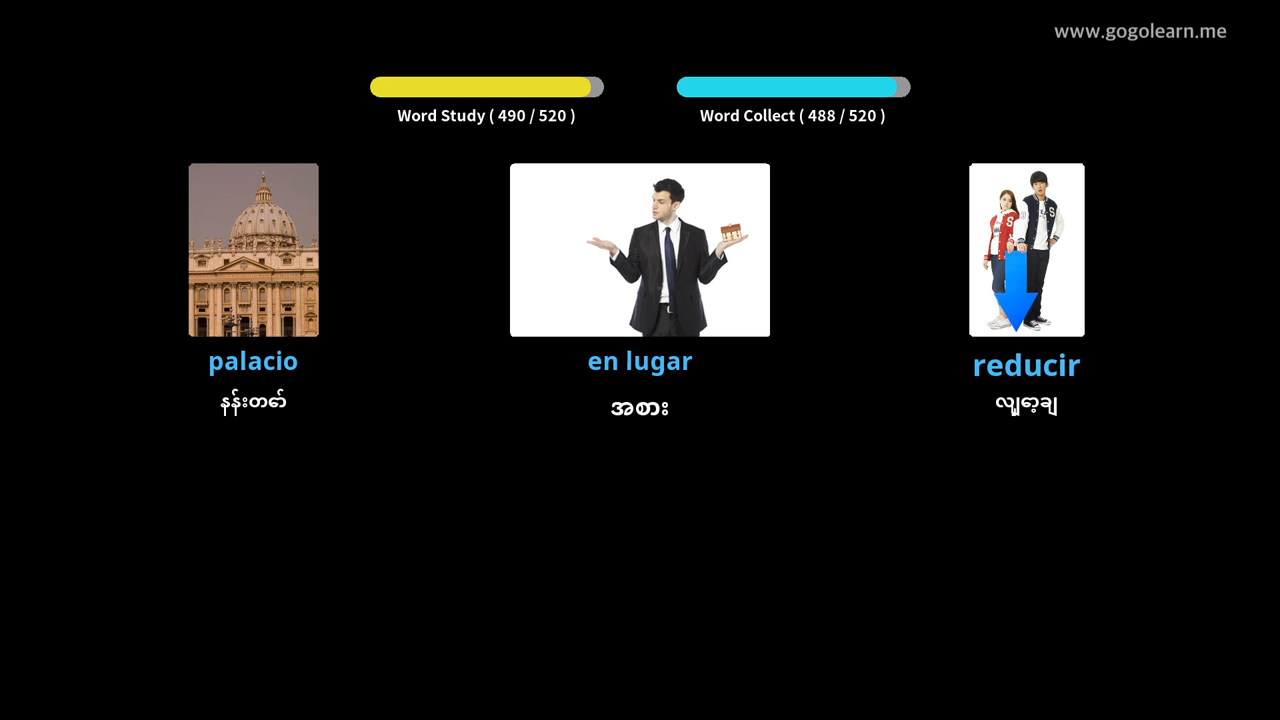 www.gogolearn.me
Word Study ( 490 / 520 )
Word Collect ( 488 / 520 )
palacio
en lugar
reducir
နန်းတော်
အစား
လျှော့ချ